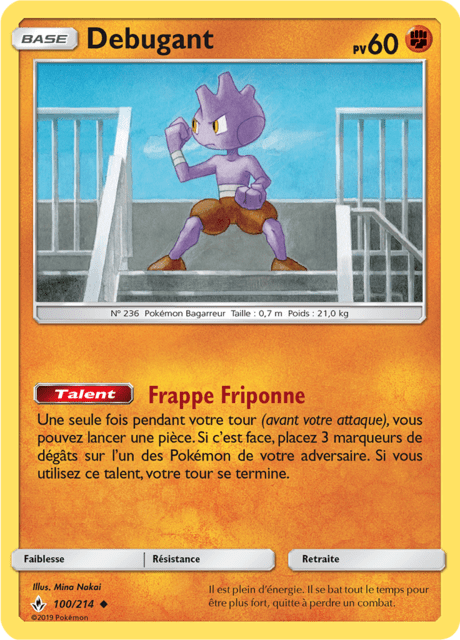 BASE Debugant PV60
N° 236 Pokémon Bagarreur Taille : 0,7 m Poids : 21,0 kg
Talent Frappe Friponne
Une seule fois pendant votre tour (avant votre attaque), vous
pouvez lancer une pièce. Si c'est face, placez 3 marqueurs de
dégâts sur l'un des Pokémon de votre adversaire. Si vous
utilisez ce talent, votre tour se termine.
Faiblesse Résistance Retraite
Illus. Mina Nakai
100/214
©2019 Pokémon
Il est plein d'énergie. Il se bat tout le temps pour
être plus fort, quitte à perdre un combat.